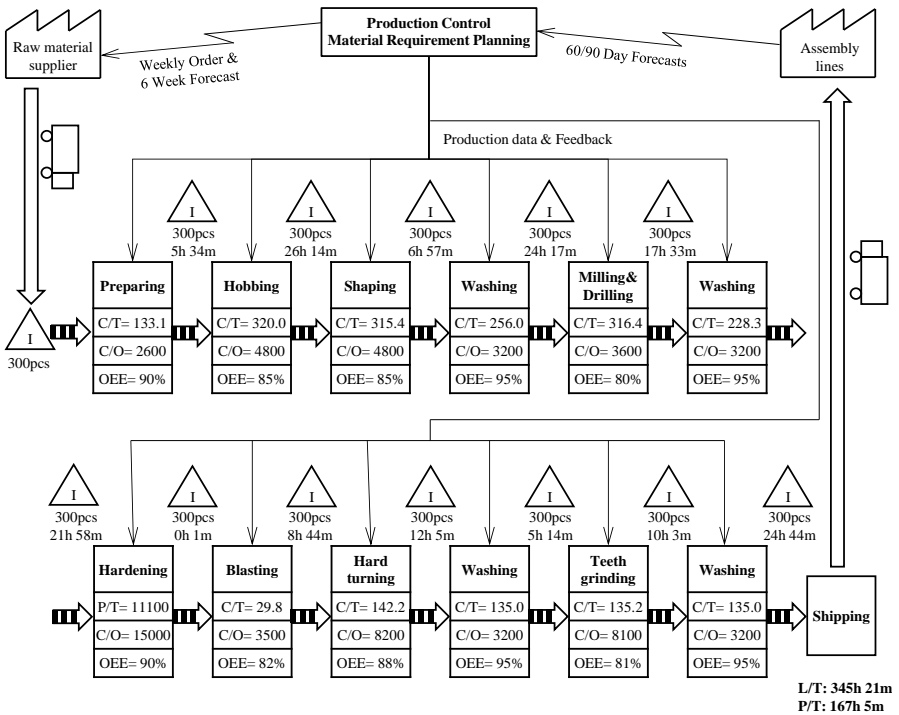 Production Control
Material Requirement Planning
Raw material
supplier
Weekly Order &
6 Week Forecast
60/90 Day Forecasts
Assembly
lines
Production data & Feedback
I
300pcs
5h 34m
I
300pcs
26h 14m
I
300pcs
6h 57m
I
300pcs
24h 17m
I
300pcs
17h 33m
I
300pcs
Preparing
C/T= 133.1
C/O= 2600
OEE= 90%
Hobbing
C/T= 320.0
C/O= 4800
OEE= 85%
Shaping
C/T= 315.4
C/O= 4800
OEE= 85%
Washing
C/T= 256.0
C/O= 3200
OEE= 95%
Milling&
Drilling
C/T= 316.4
C/O= 3600
OEE= 80%
Washing
C/T= 228.3
C/O= 3200
OEE= 95%
I
300pcs
21h 58m
I
300pcs
0h 1m
I
300pcs
8h 44m
I
300pcs
12h 5m
I
300pcs
5h 14m
I
300pcs
10h 3m
I
300pcs
24h 44m
Hardening
P/T= 11100
C/O= 15000
OEE= 90%
Blasting
C/T= 29.8
C/O= 3500
OEE= 82%
Hard
turning
C/T= 142.2
C/O= 8200
OEE= 88%
Washing
C/T= 135.0
C/O= 3200
OEE= 95%
Teeth
grinding
C/T= 135.2
C/O= 8100
OEE= 81%
Washing
C/T= 135.0
C/O= 3200
OEE= 95%
Shipping
L/T: 345h 21m
P/T: 167h 5m